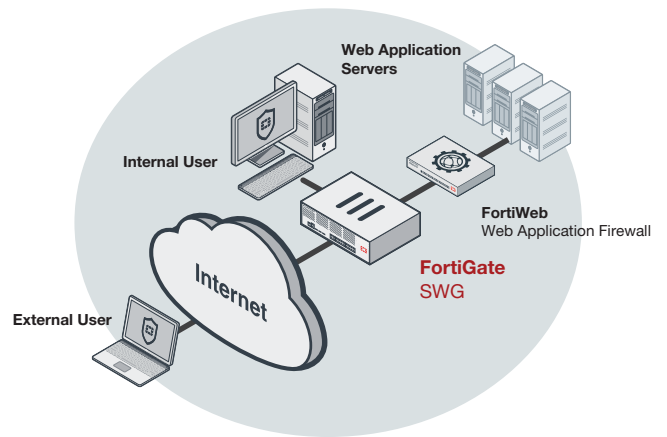 Web Application
Servers
Internal User
FortiWeb
Web Application Firewall
FortiGate
SWG
Internet
External User